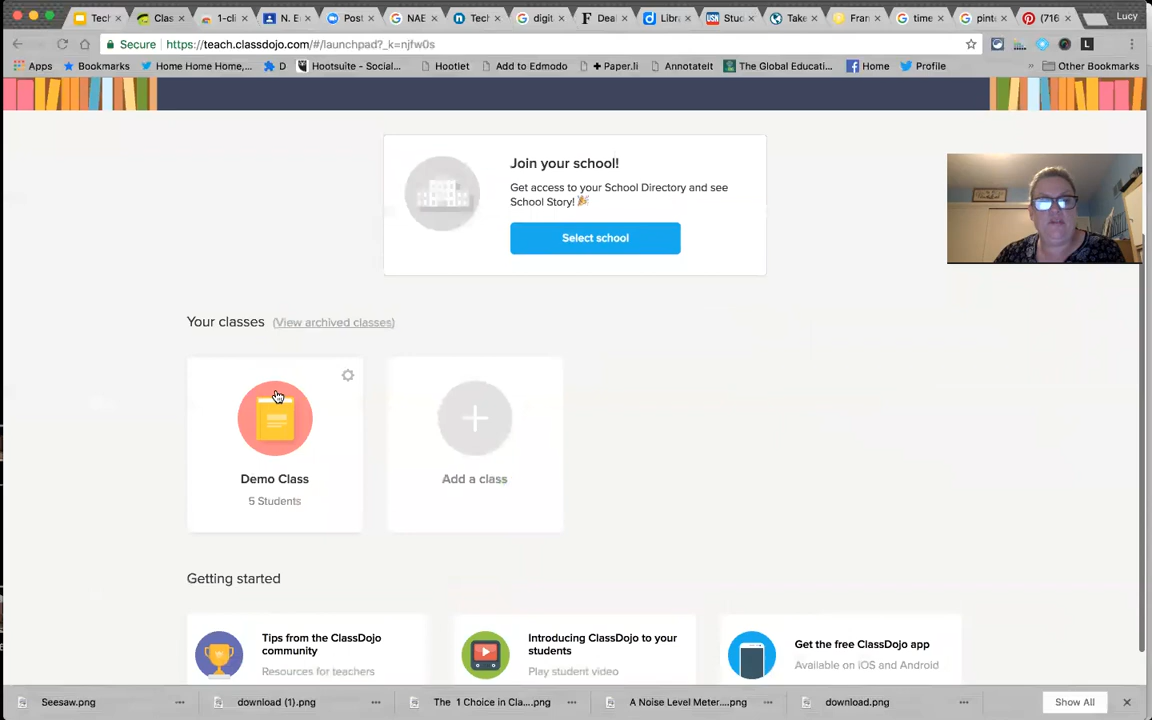 Tech
Clas
1-cli
N. E
Post
NAE
Tech
digit
Deal
Libra
Stud
Take
Fran
time
pint
(716
Lucy
Secure
https://teach.classdojo.com/#/launchpad?_k=njfw0s
Apps
Bookmarks
Home Home Home,...
D
Hootsuite - Social...
Hootlet
Add to Edmodo
+ Paper.li
AnnotateIt
The Global Educati...
Home
Profile
»
Other Bookmarks
Join your school!
Get access to your School Directory and see
School Story!
Select school
Your classes (View archived classes)
Demo Class
5 Students
Add a class
Getting started
Tips from the ClassDojo
community
Resources for teachers
Introducing ClassDojo to your
students
Play student video
Get the free ClassDojo app
Available on iOS and Android
Seesaw.png
download (1).png
The 1 Choice in Cla....png
A Noise Level Meter....png
download.png
Show All